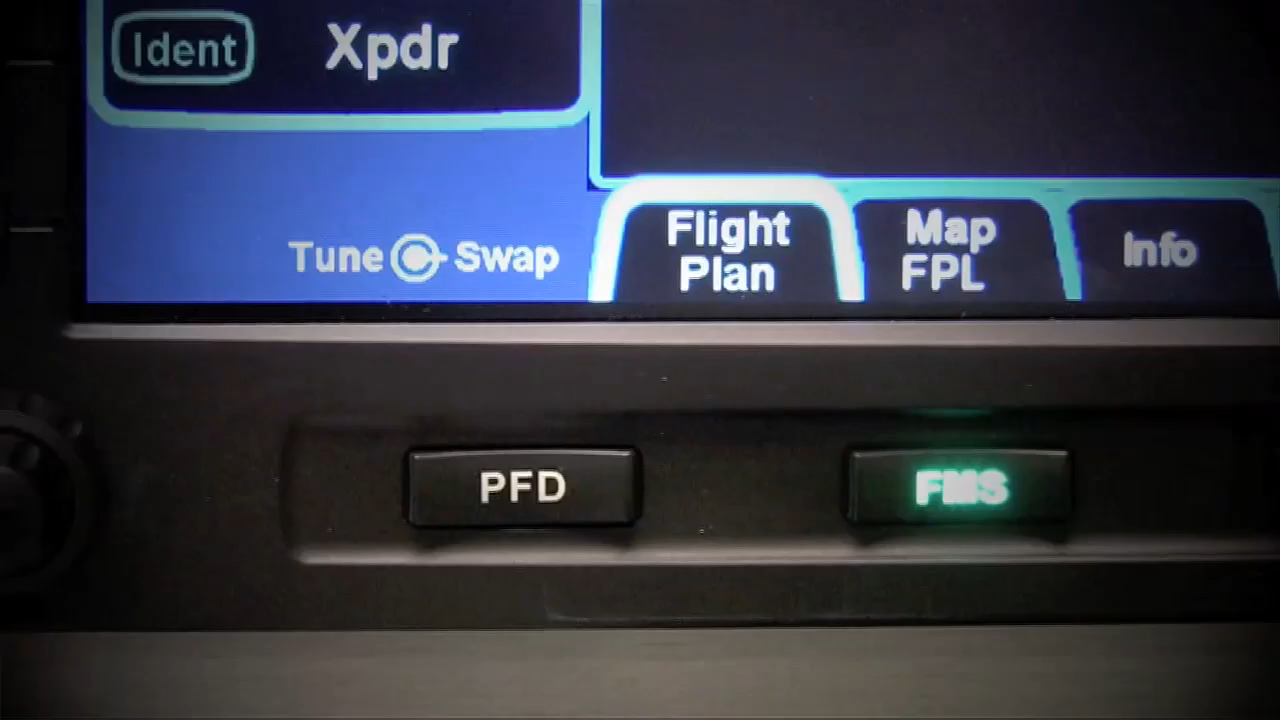 Ident
Xpdr
Tune Swap
Flight
Plan
Map
FPL
Info
PFD
FMS